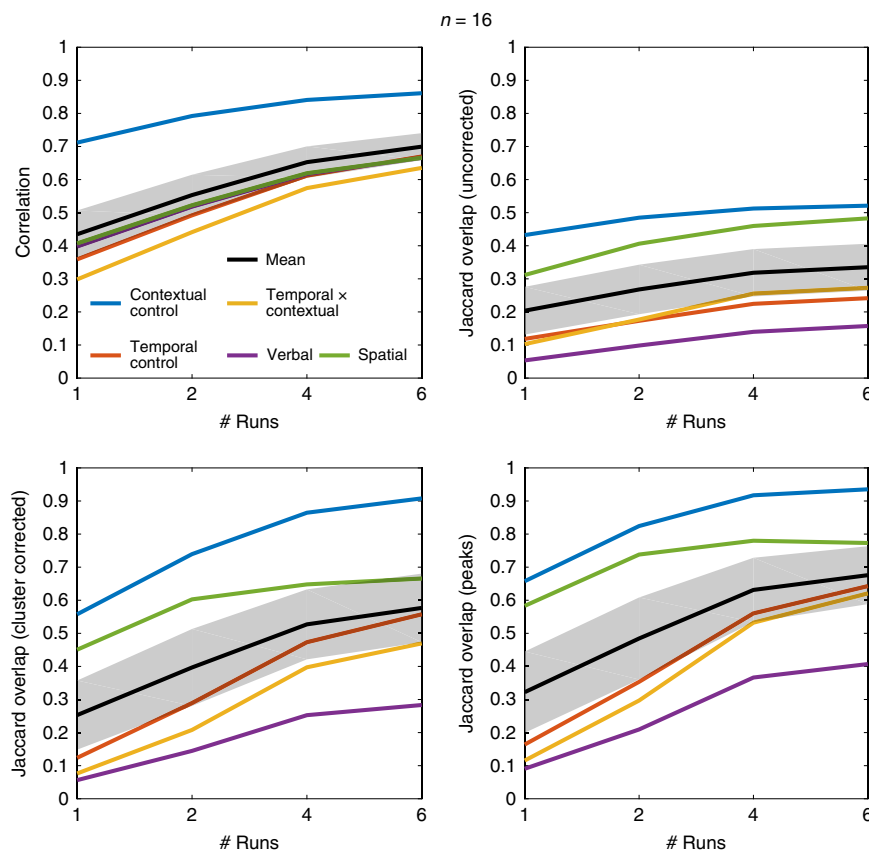 n = 16
1
0.9
0.8
0.7
0.6
0.5
0.4
0.3
0.2
0.1
0
Correlation
Mean
Contextual control
Temporal × contextual
Temporal control
Verbal
Spatial
1 2 4 6
# Runs
1
0.9
0.8
0.7
0.6
0.5
0.4
0.3
0.2
0.1
0
Jaccard overlap (uncorrected)
1 2 4 6
# Runs
1
0.9
0.8
0.7
0.6
0.5
0.4
0.3
0.2
0.1
0
Jaccard overlap (cluster corrected)
1 2 4 6
# Runs
1
0.9
0.8
0.7
0.6
0.5
0.4
0.3
0.2
0.1
0
Jaccard overlap (peaks)
1 2 4 6
# Runs